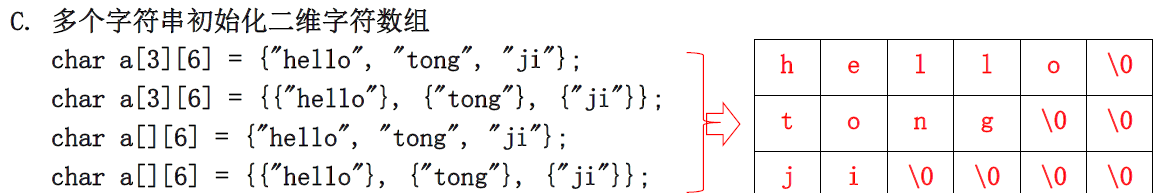 C. 多个字符串初始化二维字符数组
char a[3][6] = {"hello", "tong", "ji"};
char a[3][6] = {{"hello"}, {"tong"}, {"ji"}};
char a[][6] = {"hello", "tong", "ji"};
char a[][6] = {{"hello"}, {"tong"}, {"ji"}};
h e l l o \0
t o n g \0 \0
j i \0 \0 \0 \0